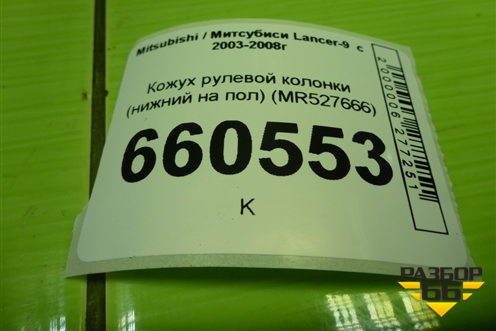 Mitsubishi / Митсубиси Lancer-9 с
2003-2008г
Кожух рулевой колонки
(нижний на пол) (MR527666)
660553
К
2000006277251
РАЗБОР
66